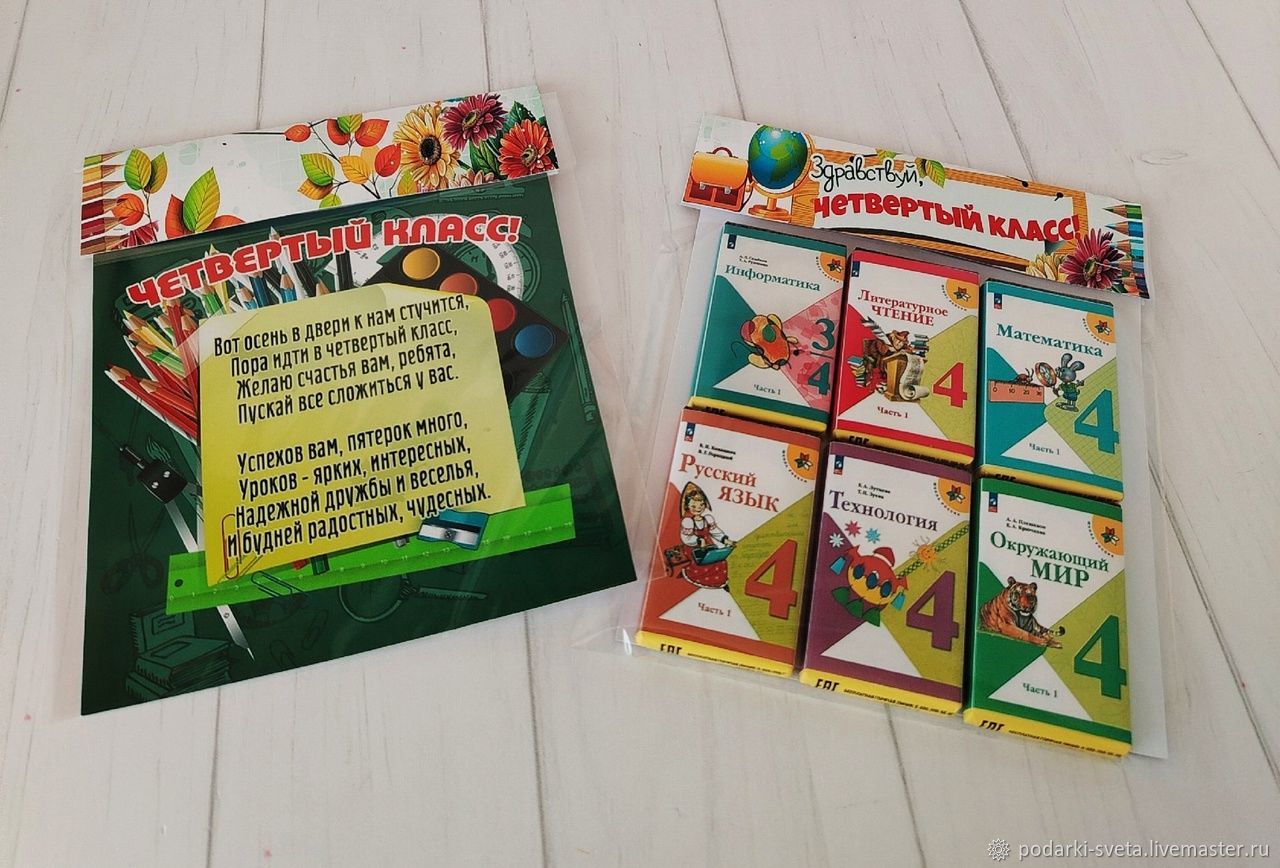 ЧЕТВЕРТЫЙ КЛАСС!
Вот осень в двери к нам стучится,
Пора идти в четвертый класс,
Желаю счастья вам, ребята,
Пускай все сложиться у вас.
Успехов вам, пятерок много,
Уроков - ярких, интересных,
Надежной дружбы и веселья,
И будней радостных, чудесных.
Здравствуй,
ЧЕТВЕРТЫЙ КЛАСС!
Информатика
3
4
Часть 1
Литературное
ЧТЕНИЕ
4
Часть 1
Математика
4
Часть 1
Русский
ЯЗЫК
4
Часть 1
Технология
4
Окружающий
МИР
4
Часть 1
podarki-sveta.livemaster.ru